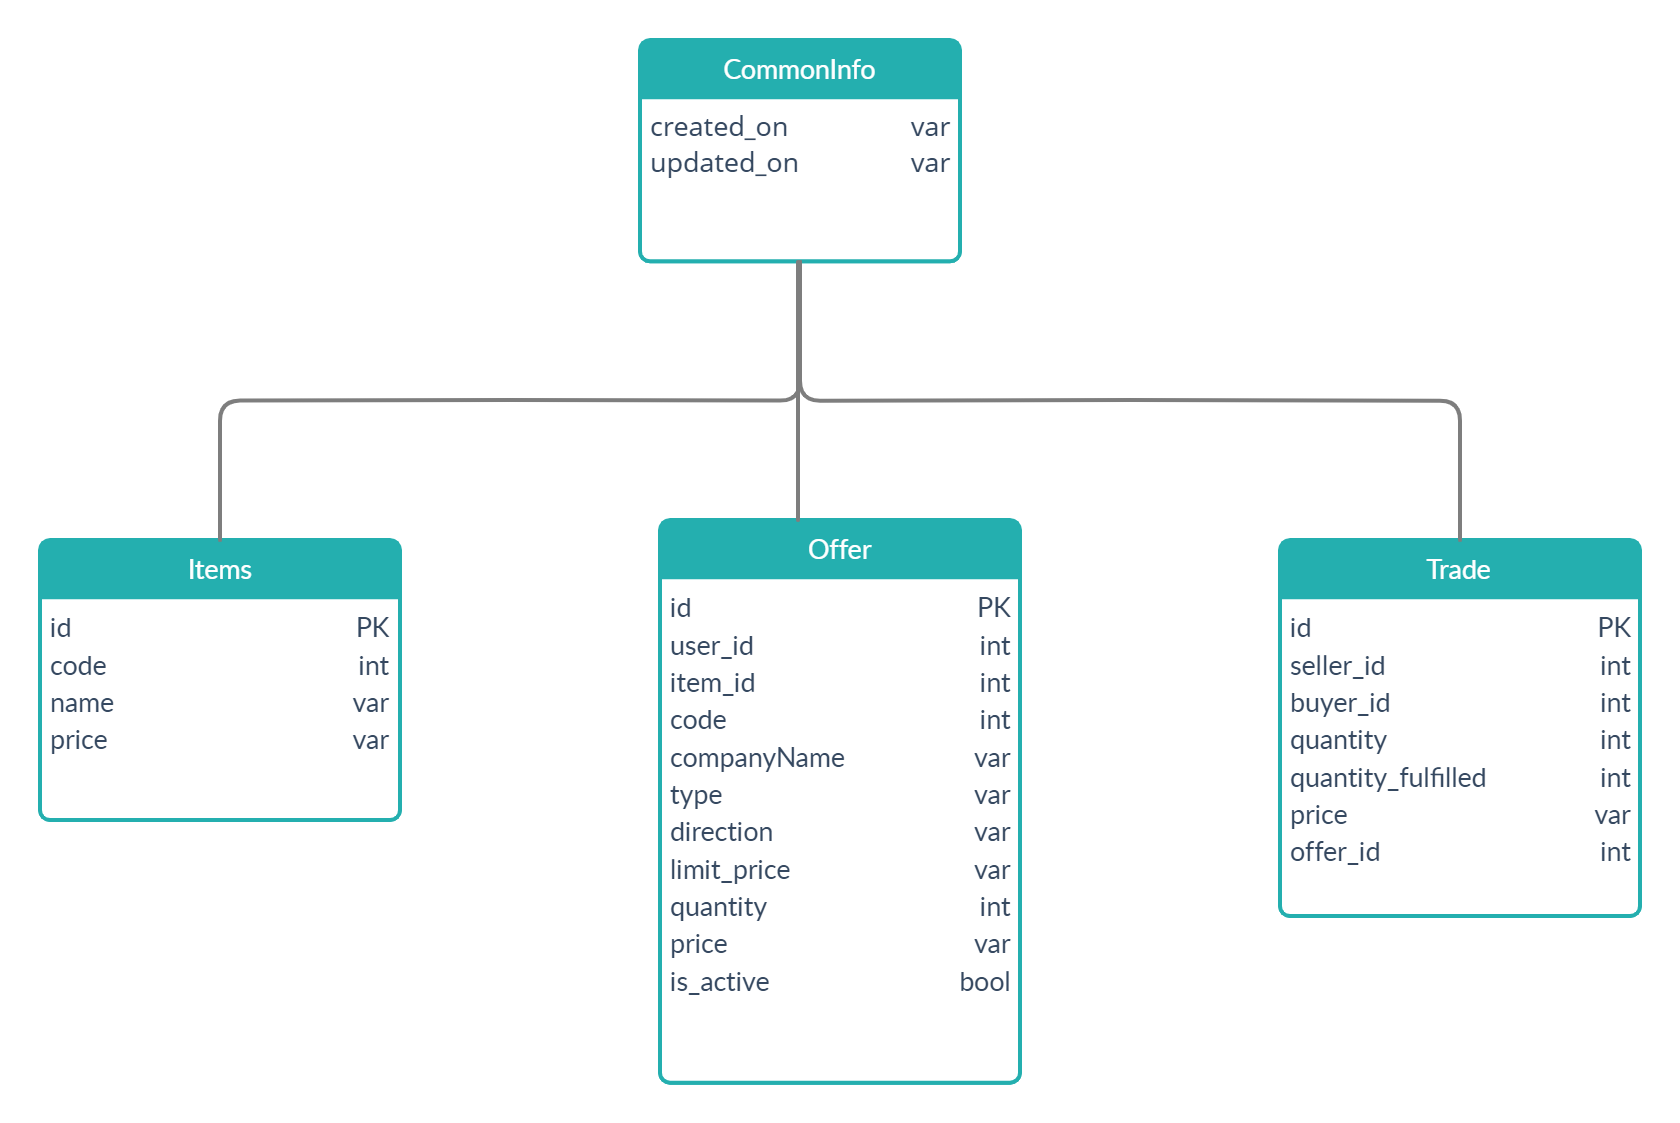 CommonInfo
created_on var
updated_on var
Items
id PK
code int
name var
price var
Offer
id PK
user_id int
item_id int
code int
companyName var
type var
direction var
limit_price var
quantity int
price var
is_active bool
Trade
id PK
seller_id int
buyer_id int
quantity int
quantity_fulfilled int
price var
offer_id int